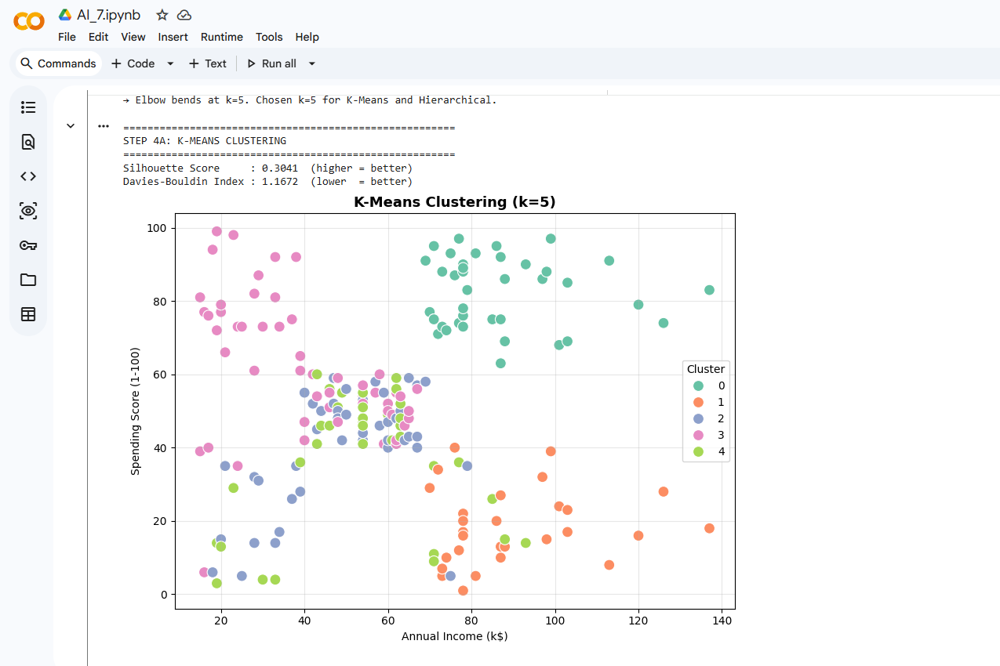 AI_7.ipynb
File Edit View Insert Runtime Tools Help
Commands + Code + Text Run all
→ Elbow bends at k=5. Chosen k=5 for K-Means and Hierarchical.
======================================================
STEP 4A: K-MEANS CLUSTERING
======================================================
Silhouette Score     : 0.3041  (higher = better)
Davies-Bouldin Index : 1.1672  (lower  = better)
K-Means Clustering (k=5)
100
80
60
40
20
0
Spending Score (1-100)
Cluster
0
1
2
3
4
20 40 60 80 100 120 140
Annual Income (k$)